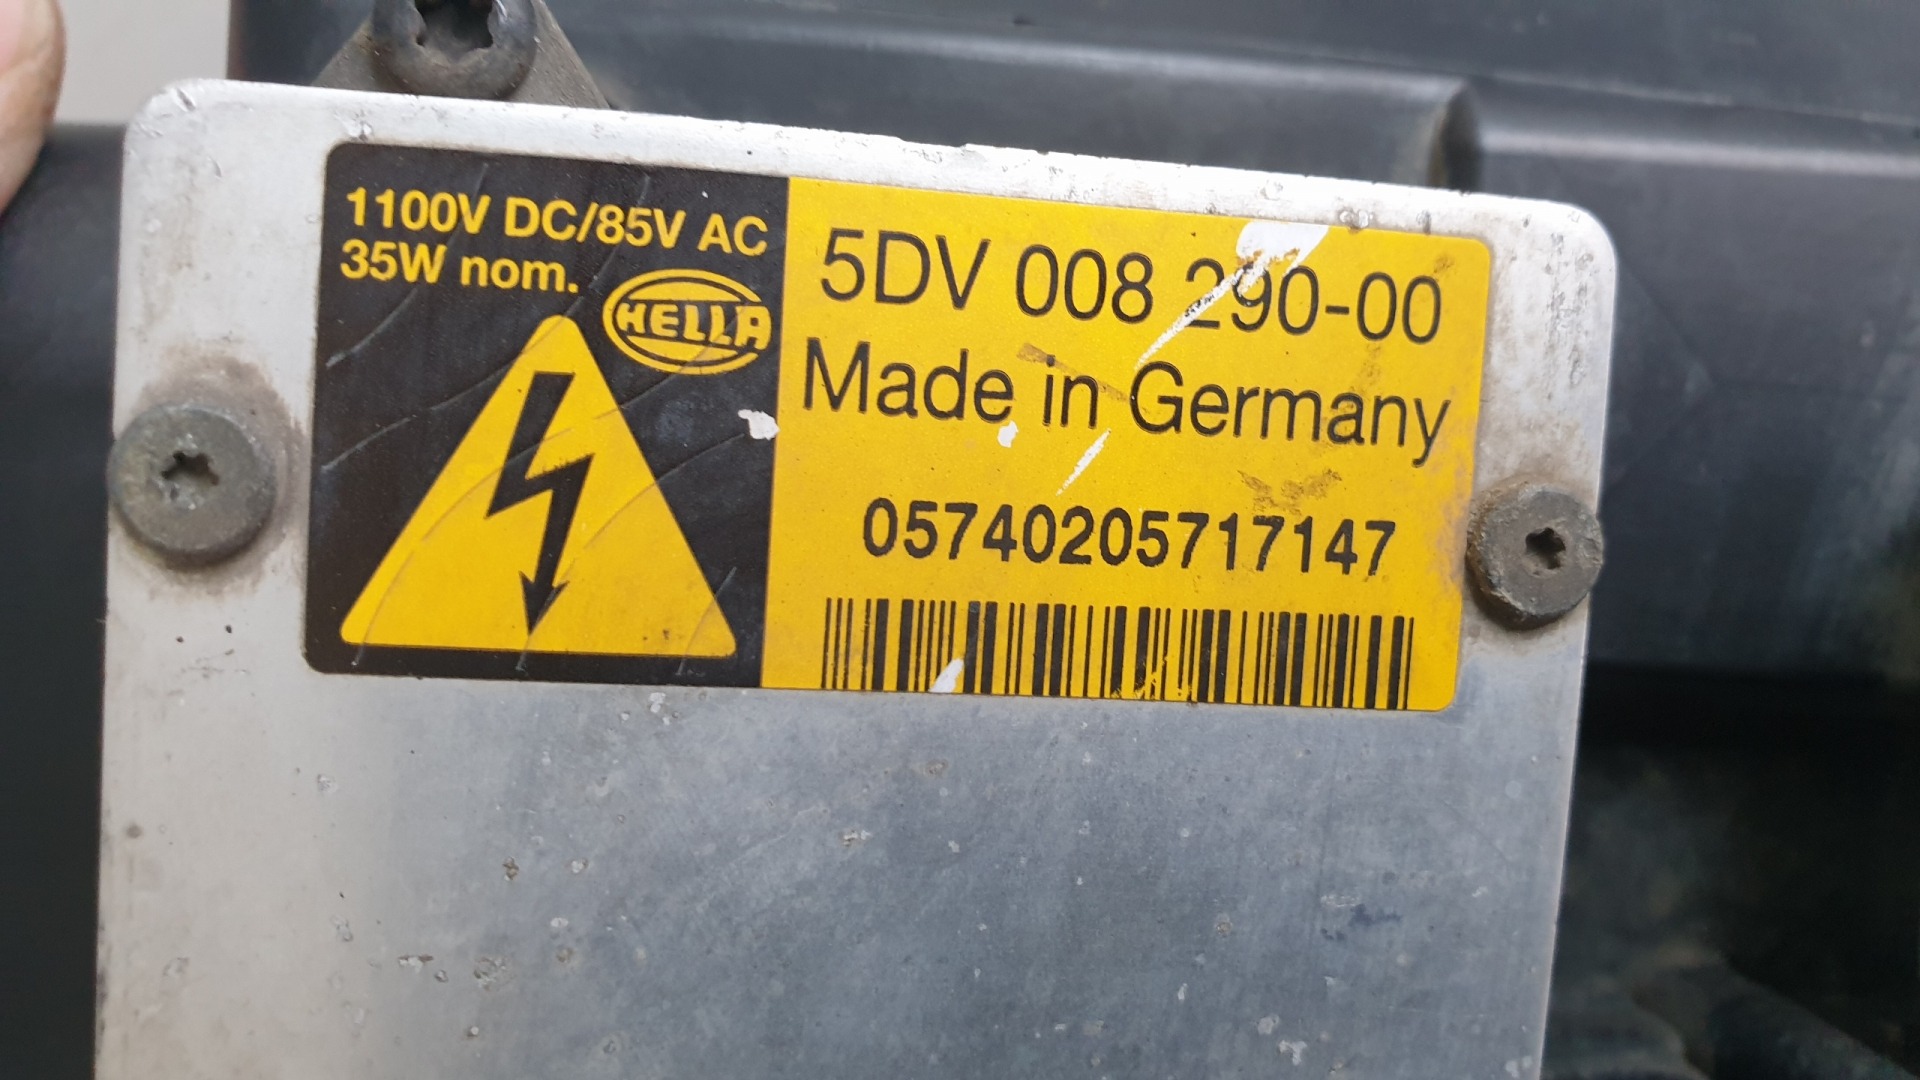 1100V DC/85V AC
35W nom.
HELLA
5DV 008 290-00
Made in Germany
05740205717147